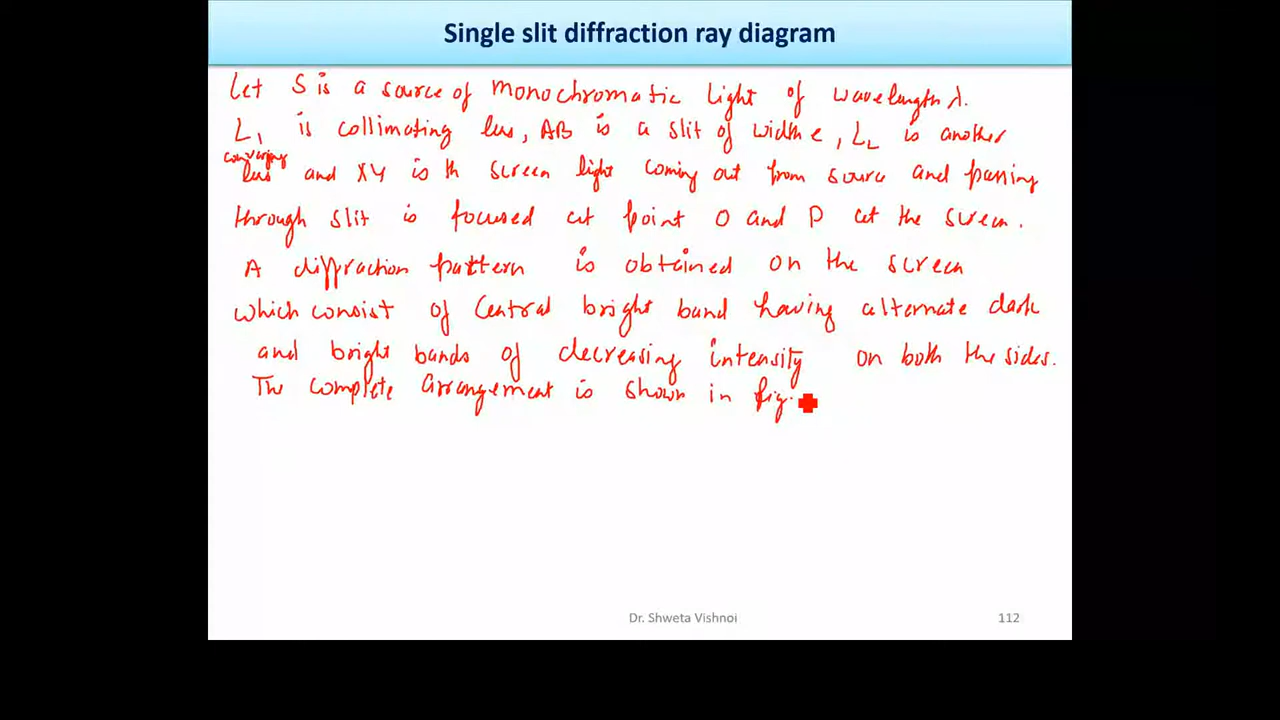 Single slit diffraction ray diagram
Let S is a source of monochromatic light of wavelength λ.
L₁ is collimating lens, AB is a slit of width e, L₂ is another
converging
lens and XY is th screen light coming out from source and passing
through slit is focused at point O and P at the screen.
A diffraction pattern is obtained on the screen
which consist of central bright band having alternate dark
and bright bands of decreasing intensity on both the sides.
The complete arrangement is shown in fig.
Dr. Shweta Vishnoi
112